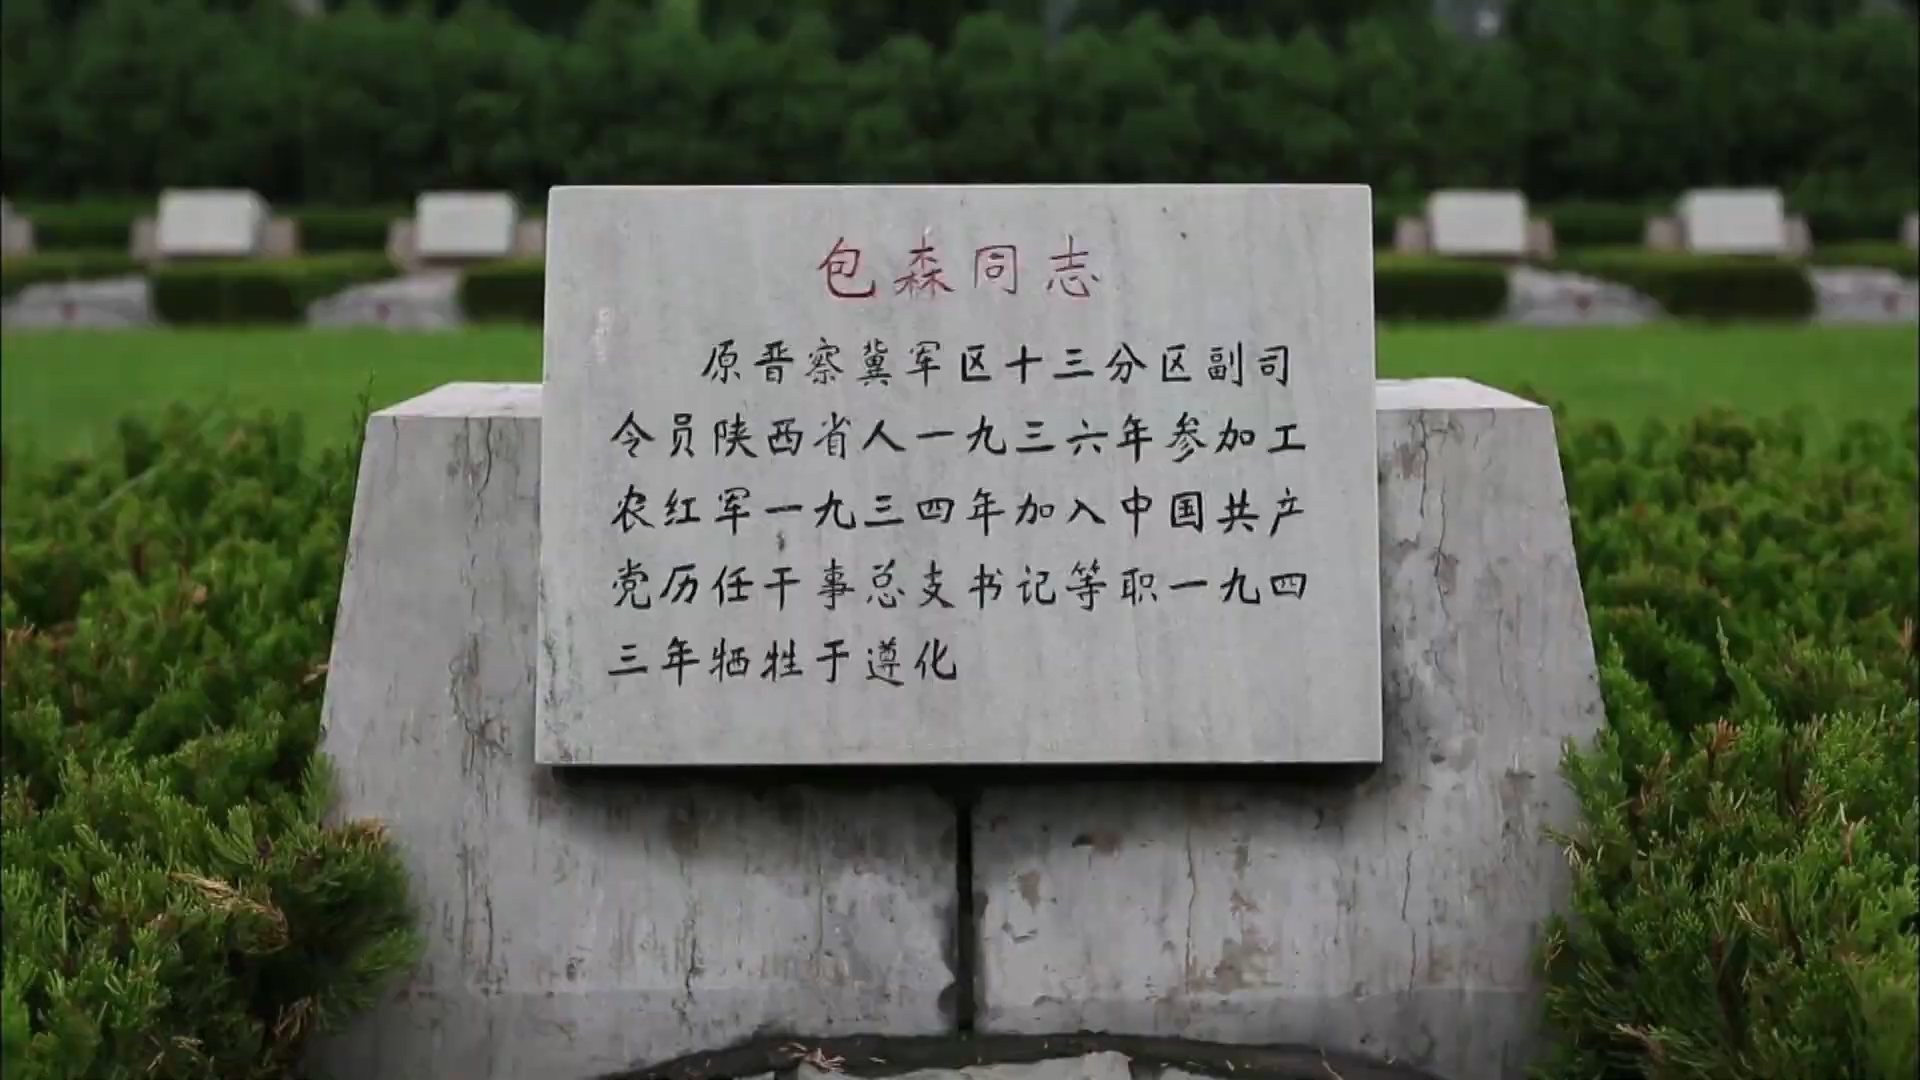 包森同志
原晋察冀军区十三分区副司
令员陕西省人一九三六年参加工
农红军一九三四年加入中国共产
党历任干事总支书记等职一九四
三年牺牲于遵化